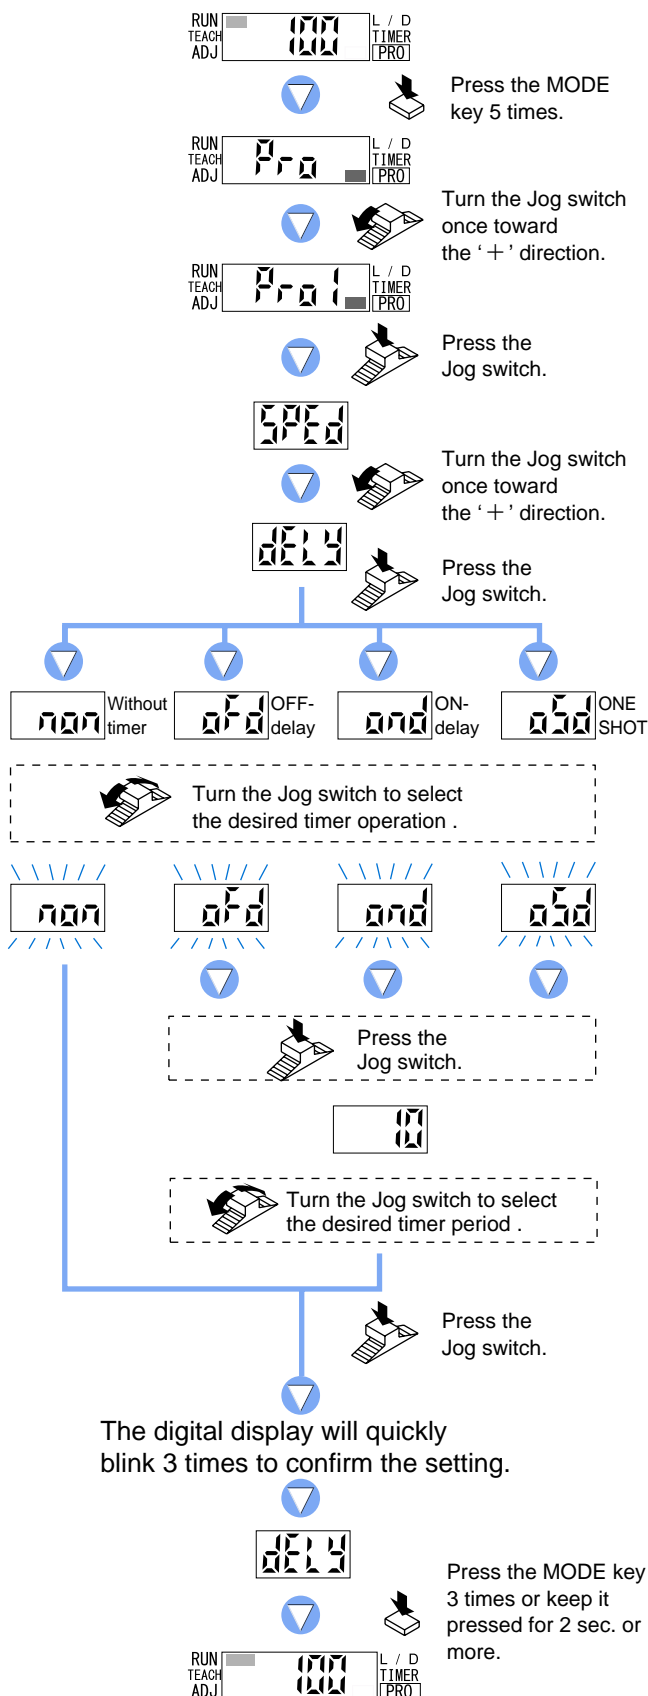 RUN 100 L / D
TEACH TIMER
ADJ PRO
Press the MODE
key 5 times.
RUN Pro L / D
TEACH TIMER
ADJ PRO
Turn the Jog switch
once toward
the ‘＋’ direction.
RUN Pro1 L / D
TEACH TIMER
ADJ PRO
Press the
Jog switch.
SPEd
Turn the Jog switch
once toward
the ‘＋’ direction.
dELY
Press the
Jog switch.
non Without
timer
oFd OFF-
delay
ond ON-
delay
oSd ONE
SHOT
Turn the Jog switch to select
the desired timer operation .
non oFd ond oSd
Press the
Jog switch.
10
Turn the Jog switch to select
the desired timer period .
Press the
Jog switch.
The digital display will quickly
blink 3 times to confirm the setting.
dELY
Press the MODE key
3 times or keep it
pressed for 2 sec. or
more.
RUN 100 L / D
TEACH TIMER
ADJ PRO